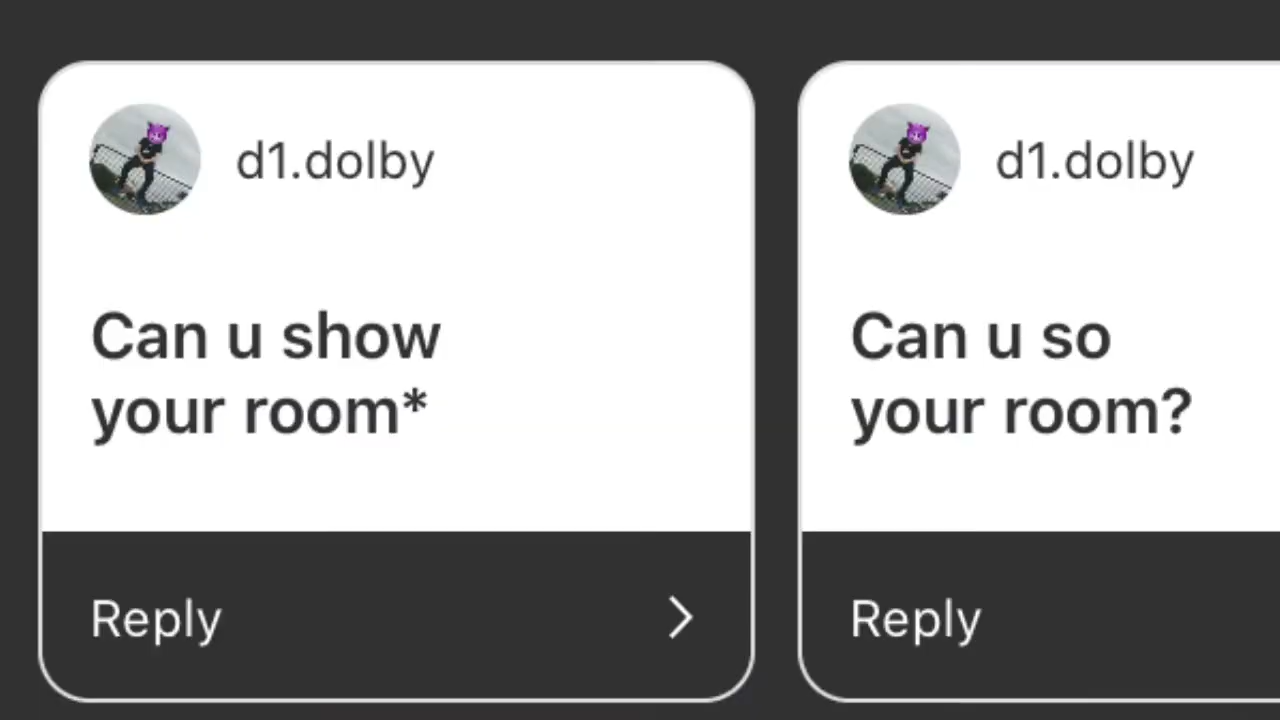 d1.dolby
Can u show
your room*
Reply
d1.dolby
Can u so
your room?
Reply